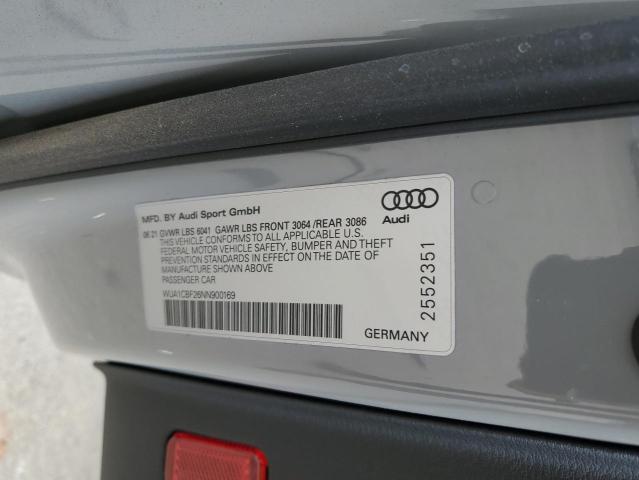 MFD. BY Audi Sport GmbH
06.21 GVWR LBS 6041 GAWR LBS FRONT 3064 /REAR 3086
THIS VEHICLE CONFORMS TO ALL APPLICABLE U.S.
FEDERAL MOTOR VEHICLE SAFETY, BUMPER AND THEFT
PREVENTION STANDARDS IN EFFECT ON THE DATE OF
MANUFACTURE SHOWN ABOVE
PASSENGER CAR
WUA1CBF26NN900169
GERMANY
Audi
2552351